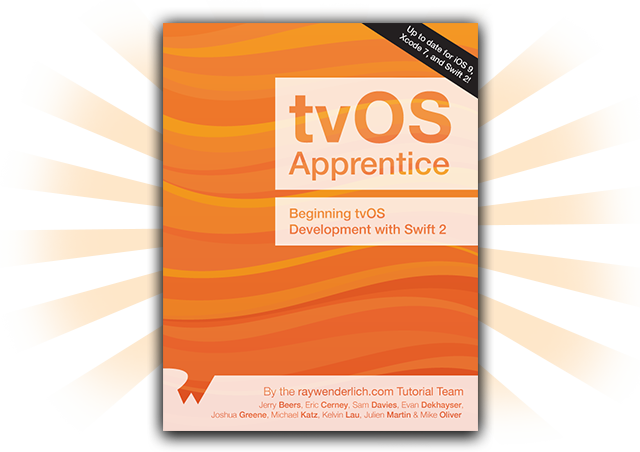 Up to date for iOS 9,
Xcode 7, and Swift 2!
tvOS
Apprentice
Beginning tvOS
Development with Swift 2
By the raywenderlich.com Tutorial Team
Jerry Beers, Eric Cerney, Sam Davies, Evan Dekhayser,
Joshua Greene, Michael Katz, Kelvin Lau, Julien Martin & Mike Oliver